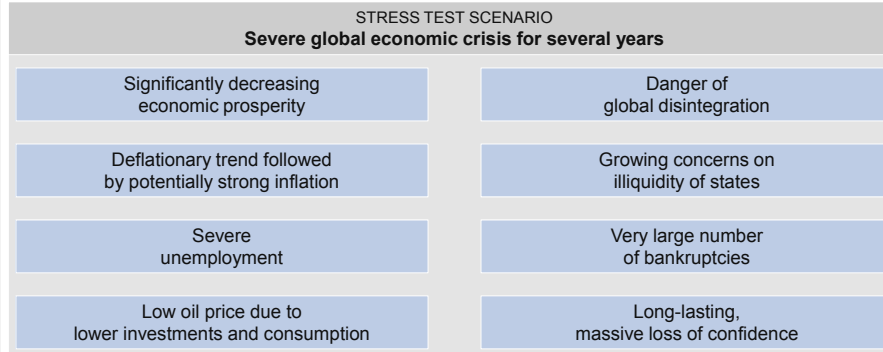 STRESS TEST SCENARIO
Severe global economic crisis for several years
Significantly decreasing
economic prosperity
Danger of
global disintegration
Deflationary trend followed
by potentially strong inflation
Growing concerns on
illiquidity of states
Severe
unemployment
Very large number
of bankruptcies
Low oil price due to
lower investments and consumption
Long-lasting,
massive loss of confidence